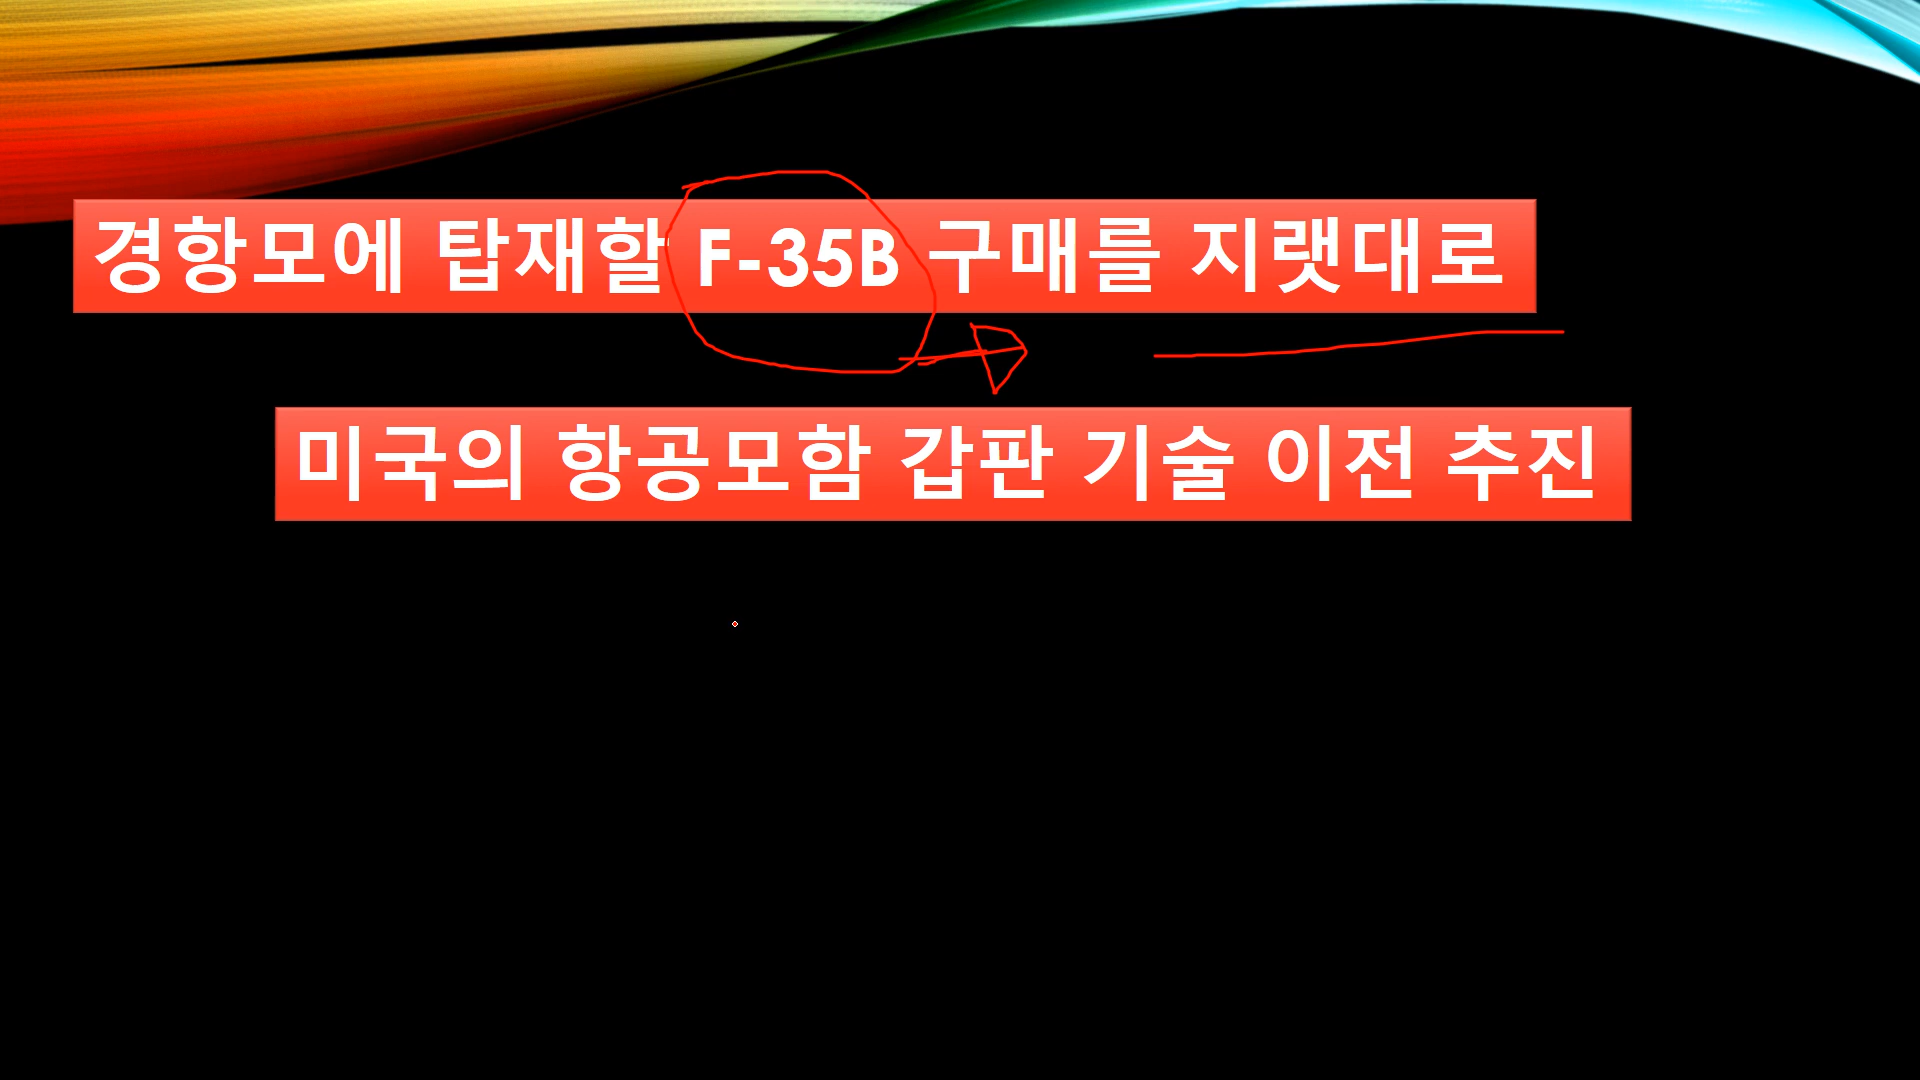 경항모에 탑재할 F-35B 구매를 지랫대로
미국의 항공모함 갑판 기술 이전 추진